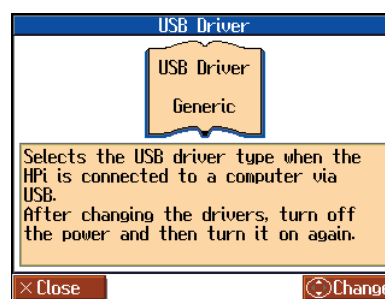 USB Driver
USB Driver
Generic
Selects the USB driver type when the
HPi is connected to a computer via
USB.
After changing the drivers, turn off
the power and then turn it on again.
×Close
Change